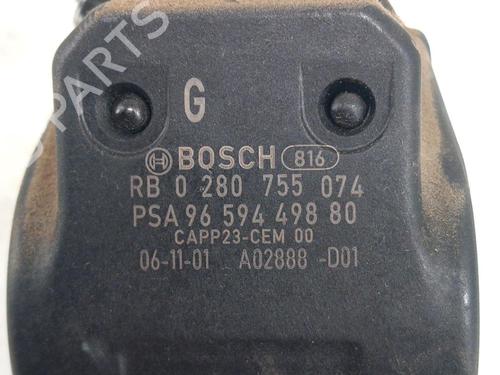 G
BOSCH 816
RB 0 280 755 074
PSA 96 594 498 80
CAPP23-CEM 00
06-11-01 A02888 -D01
B-PARTS